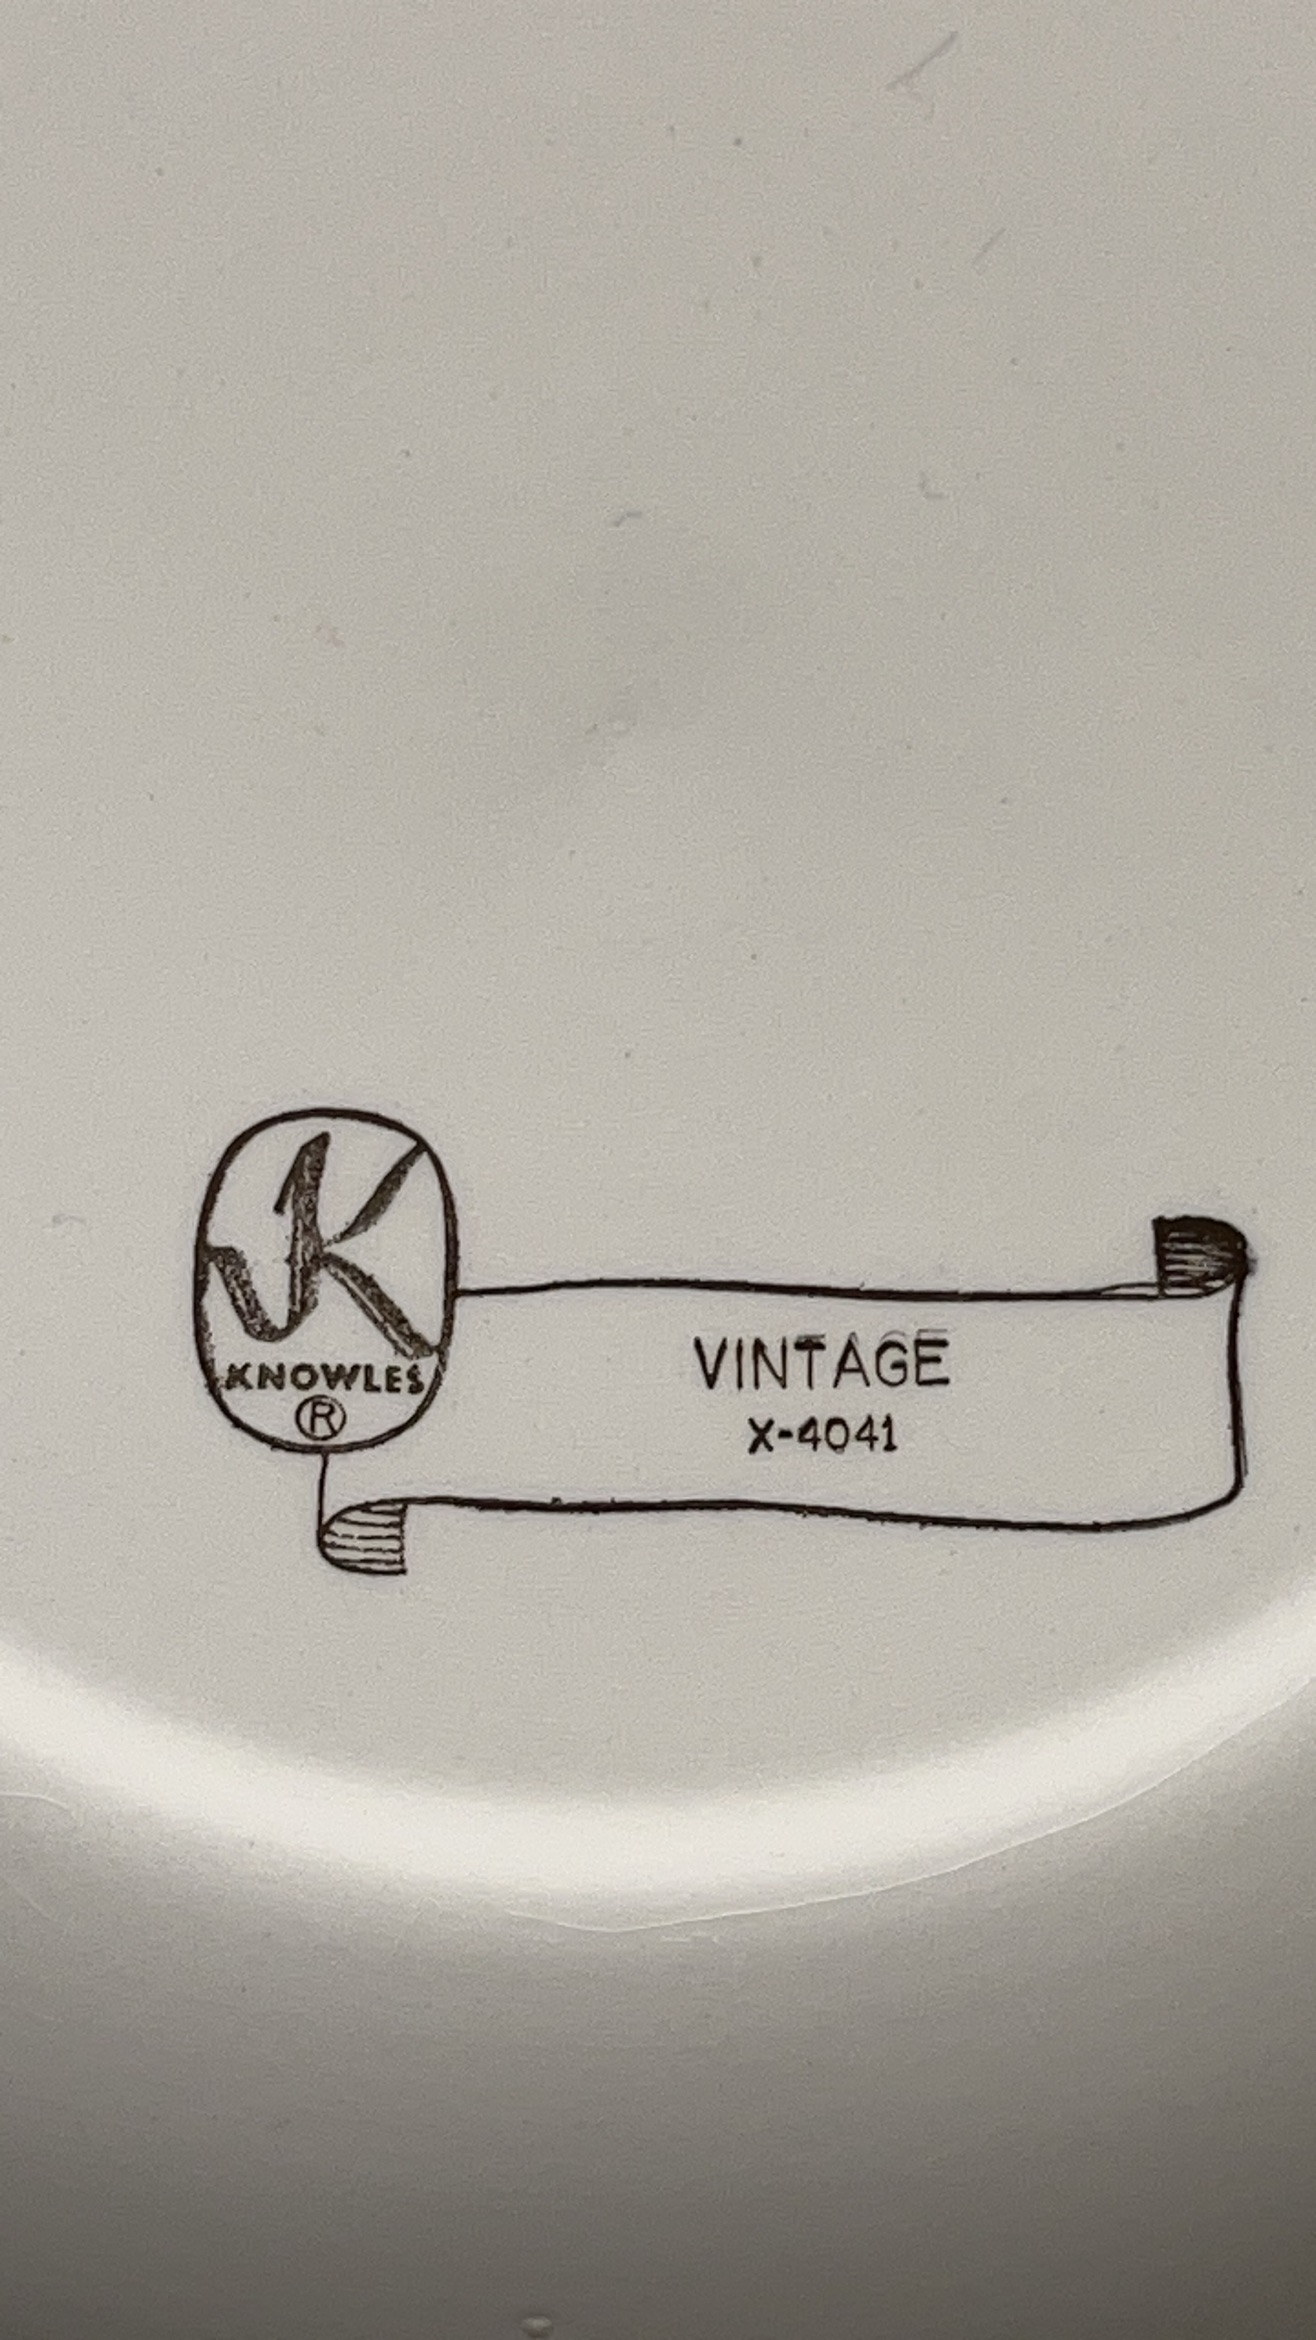 K
KNOWLES
®
VINTAGE
X-4041